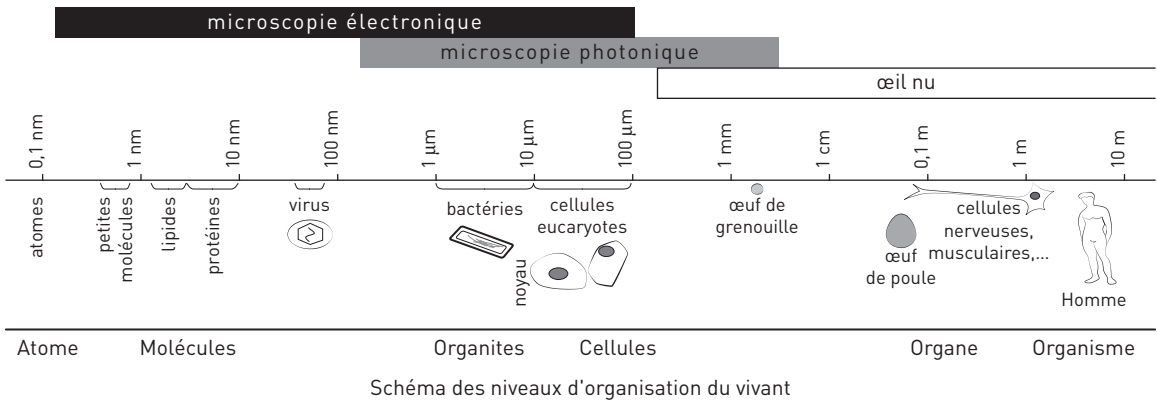 microscopie électronique
microscopie photonique
œil nu
0,1 nm
1 nm
10 nm
100 nm
1 µm
10 µm
100 µm
1 mm
1 cm
0,1 m
1 m
10 m
atomes
petites
molécules
lipides
protéines
virus
bactéries
noyau
cellules
eucaryotes
œuf de
grenouille
œuf
de poule
cellules
nerveuses,
musculaires,...
Homme
Atome
Molécules
Organites
Cellules
Organe
Organisme
Schéma des niveaux d'organisation du vivant